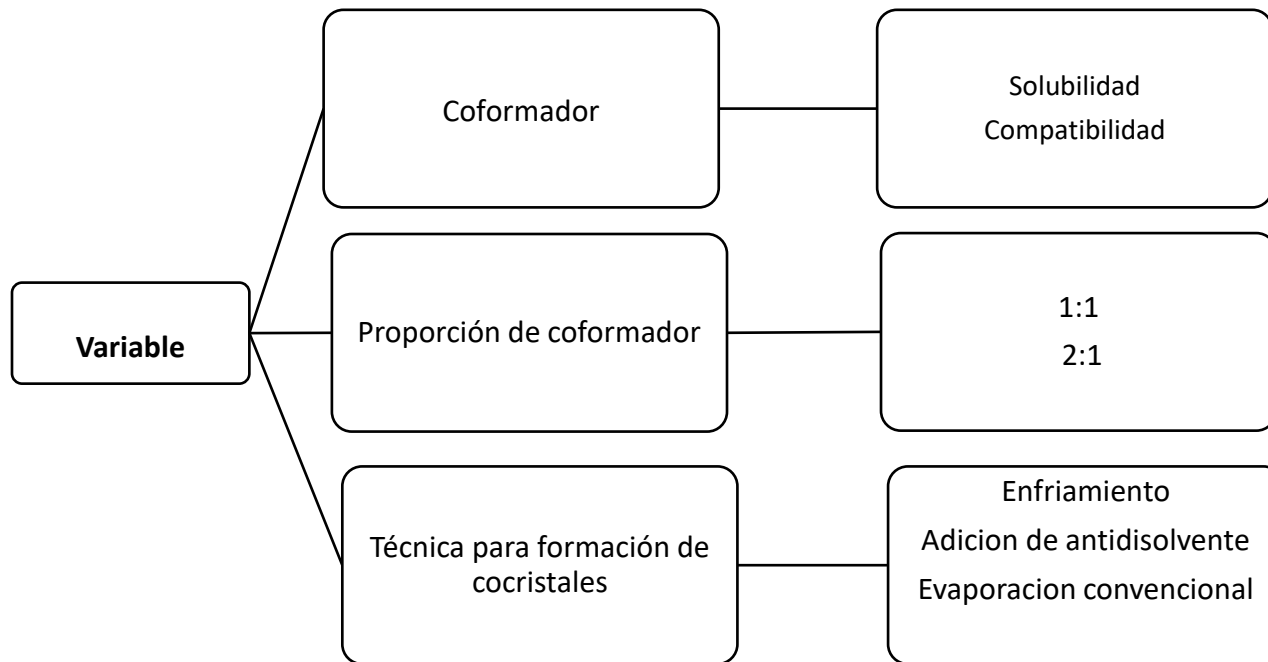 Variable
Coformador
Solubilidad
Compatibilidad
Proporción de coformador
1:1
2:1
Técnica para formación de
cocristales
Enfriamiento
Adicion de antidisolvente
Evaporacion convencional